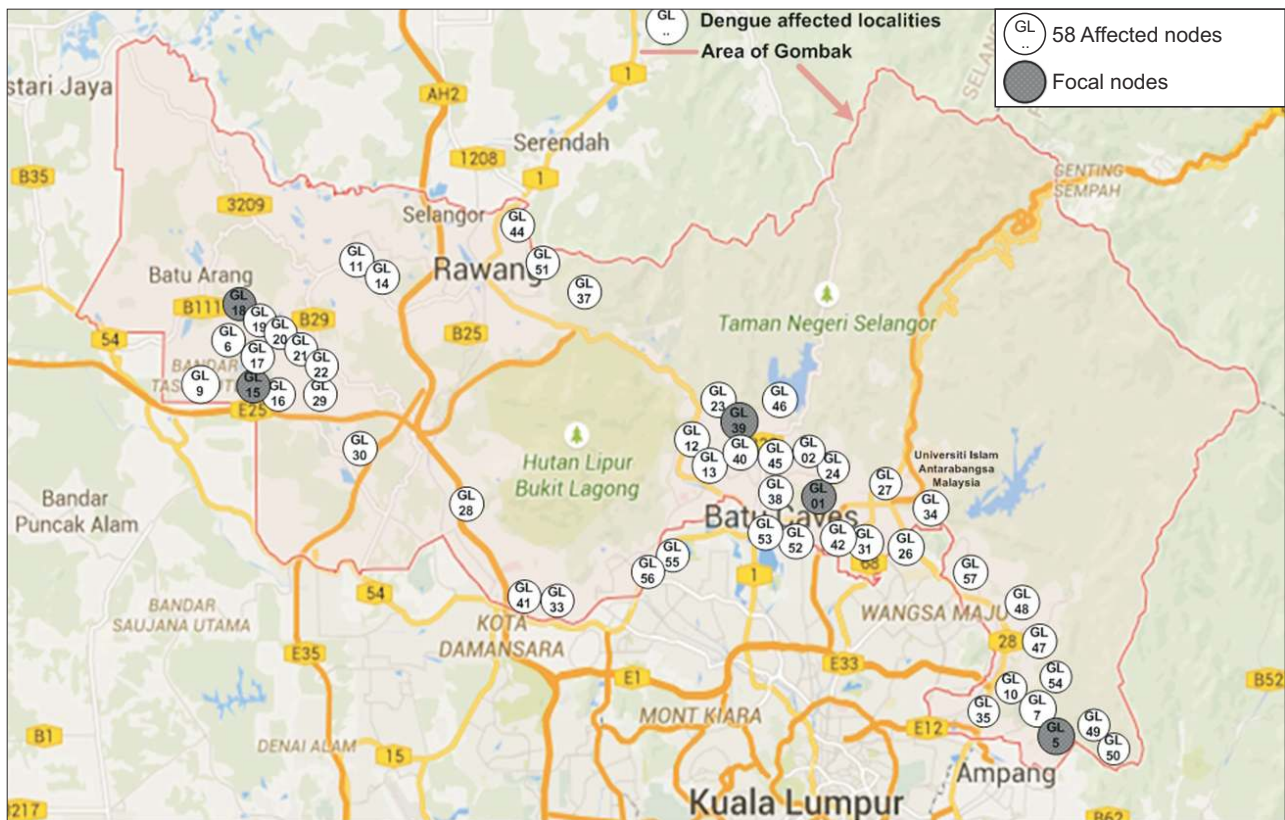 GL
..
Dengue affected localities
Area of Gombak
GL
..
58 Affected nodes
Focal nodes
stari Jaya
AH2
1
Serendah
1208
1
B35
3209
Selangor
GENTING
SEMPAH
SELANG
GL
44
GL
51
GL
37
GL
11
GL
14
Rawang
Batu Arang
B111
GL
18
GL
19
GL
20
B29
GL
6
GL
21
GL
17
GL
22
54
B25
BANDAR
GL
9
GL
15
GL
16
GL
29
E25
Taman Negeri Selangor
GL
23
GL
46
GL
39
GL
12
GL
40
GL
13
GL
45
GL
02
GL
24
GL
30
Hutan Lipur
Bukit Lagong
Universiti Islam
Antarabangsa
Malaysia
GL
38
GL
01
GL
27
GL
34
Bandar
Puncak Alam
GL
28
Batu Caves
GL
53
GL
52
GL
42
GL
31
GL
26
68
GL
55
GL
56
1
GL
57
54
GL
41
GL
33
BANDAR
SAUJANA UTAMA
KOTA
DAMANSARA
WANGSA MAJU
GL
48
28
GL
47
E35
E1
E33
GL
54
B52
GL
10
GL
7
GL
35
GL
5
GL
49
GL
50
MONT KIARA
E12
B1
DENAI ALAM
15
Ampang
Kuala Lumpur
217
B62